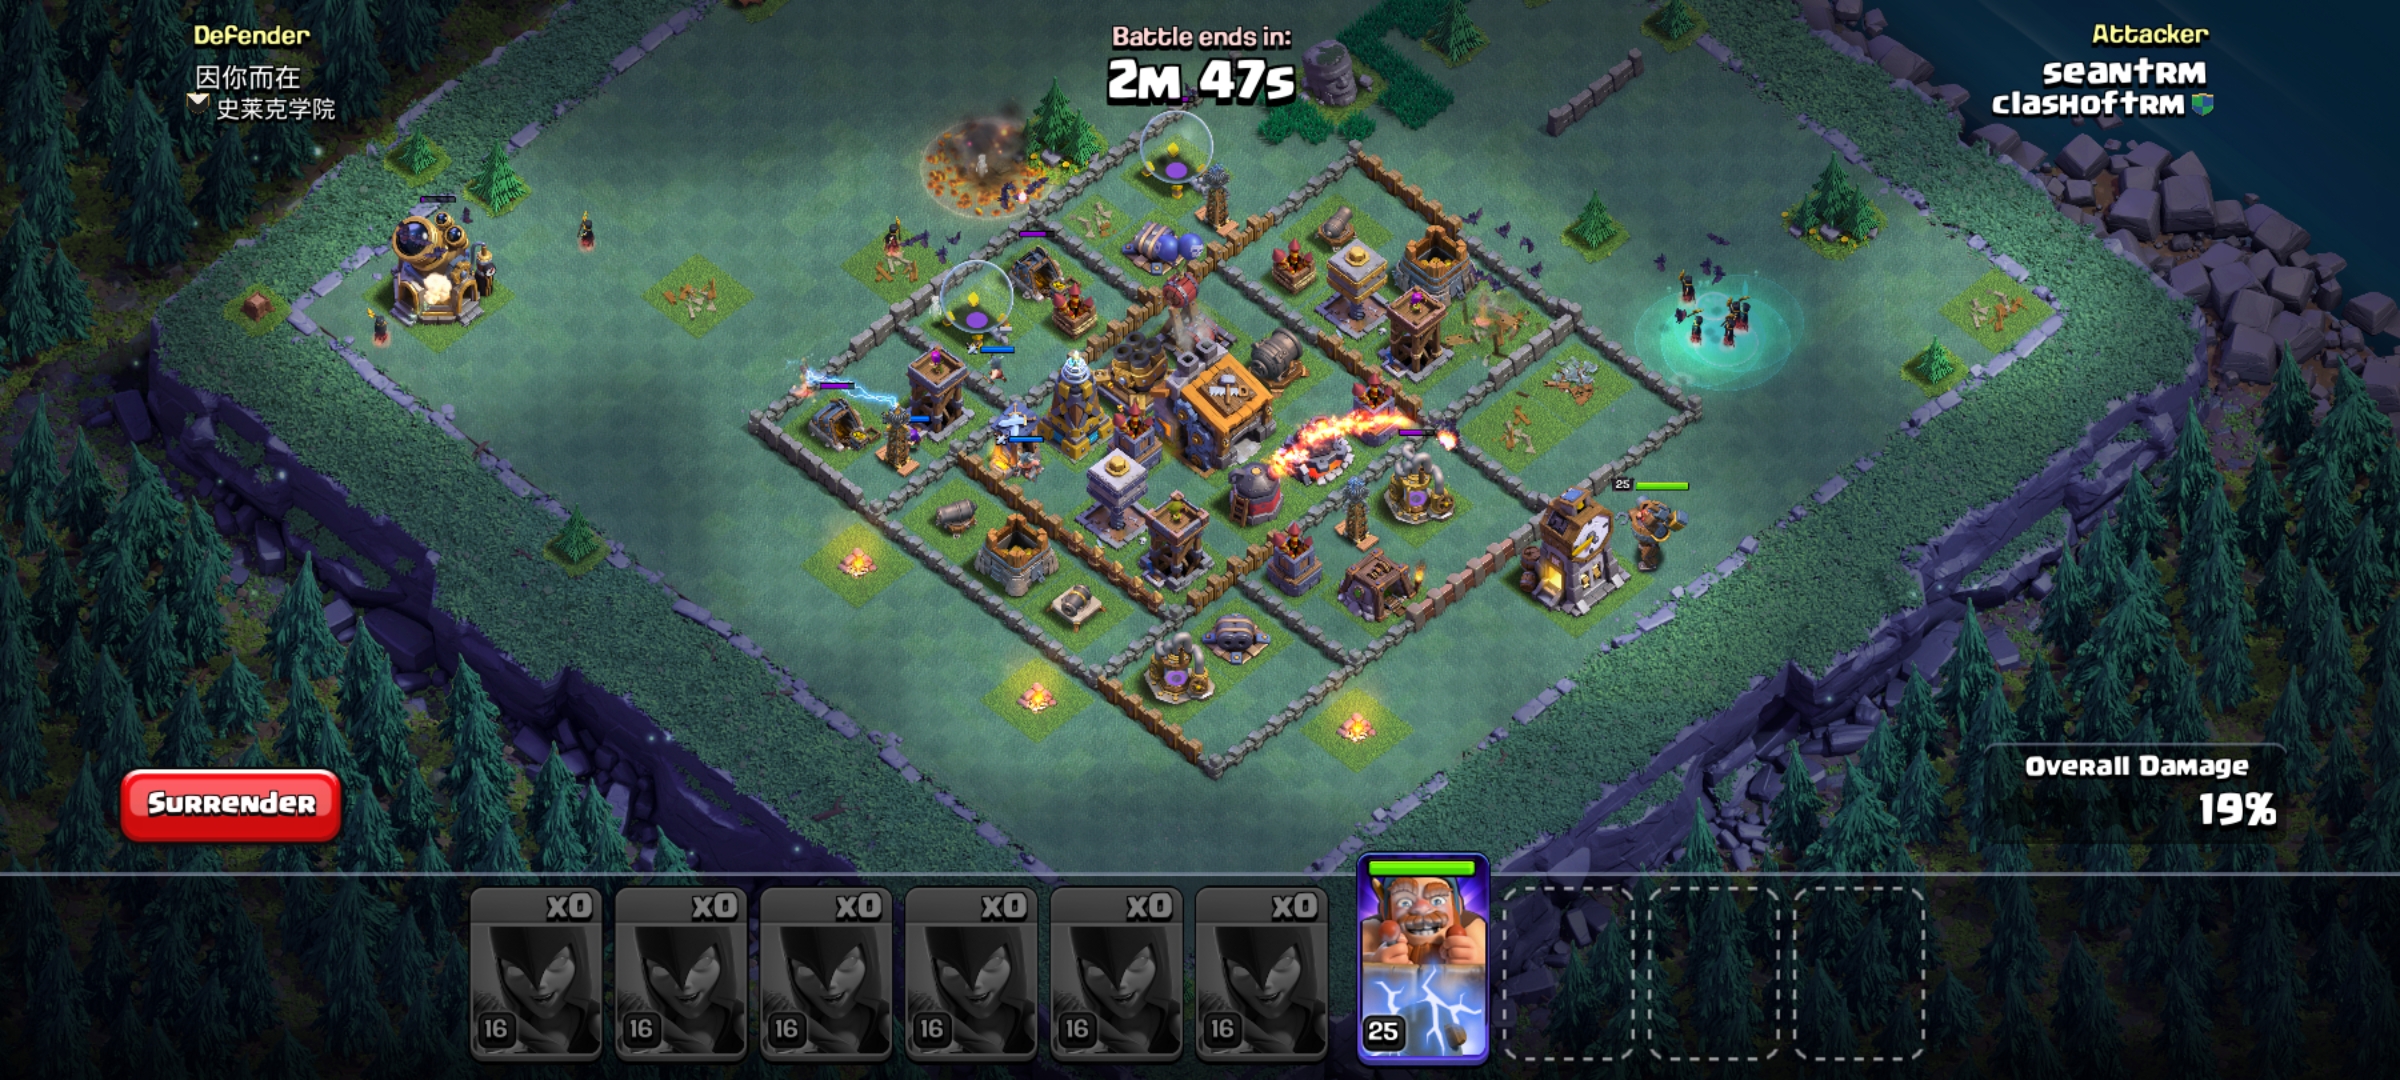 Defender
因你而在
史莱克学院
Battle ends in:
2M 47s
Attacker
seantrm
clashoftrm
25
Surrender
Overall Damage
19%
x0
x0
x0
x0
x0
x0
16
16
16
16
16
16
25